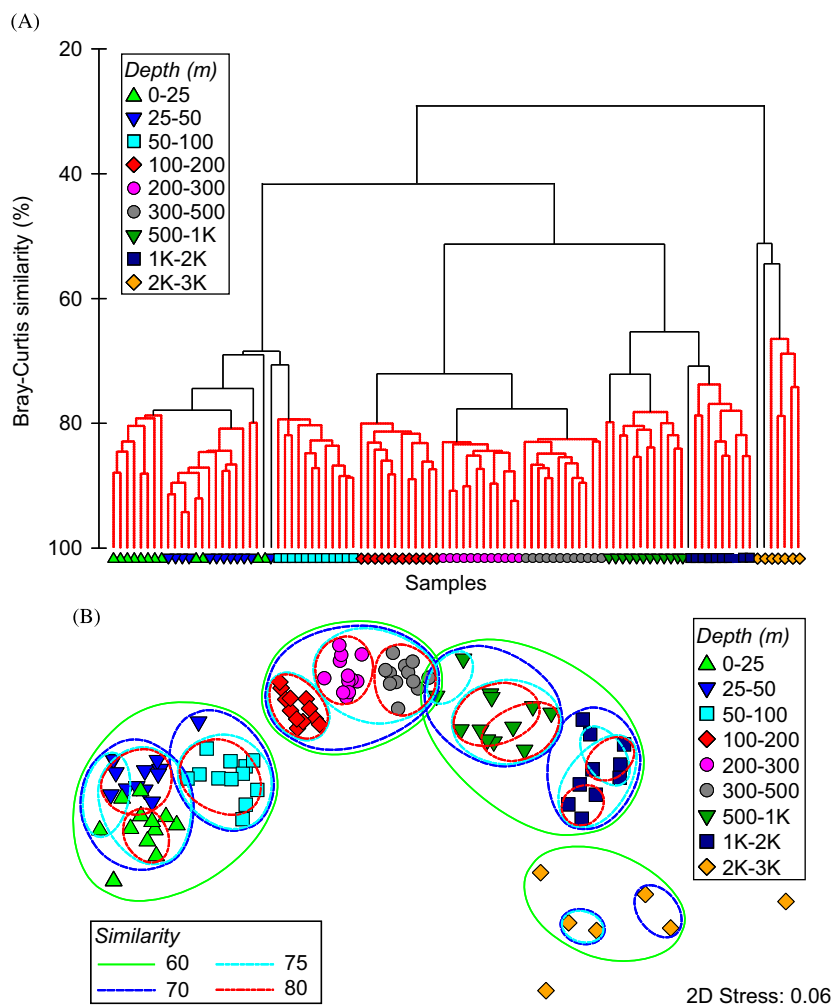 (A)
20
40
60
80
100
Bray-Curtis similarity (%)
Depth (m)
0-25
25-50
50-100
100-200
200-300
300-500
500-1K
1K-2K
2K-3K
Samples
(B)
Depth (m)
0-25
25-50
50-100
100-200
200-300
300-500
500-1K
1K-2K
2K-3K
Similarity
60 75
70 80
2D Stress: 0.06